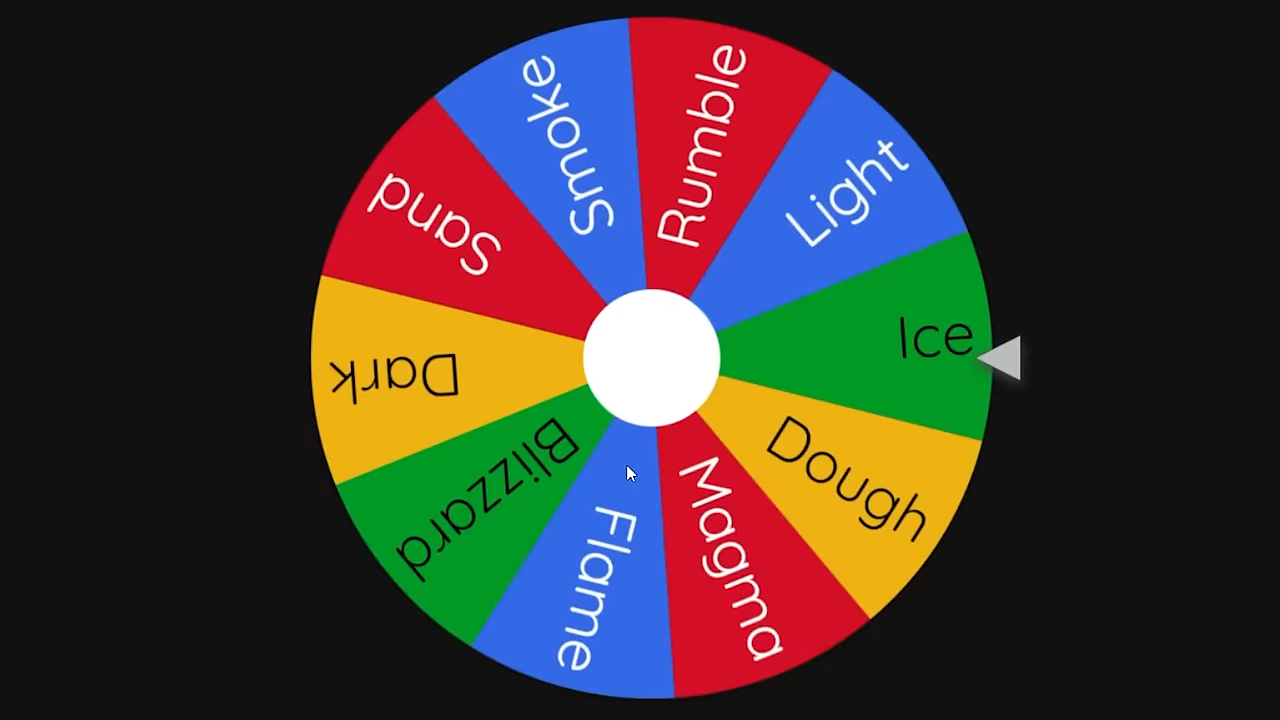 Rumble
Light
Ice
Dough
Magma
Flame
Blizzard
Dark
Sand
Smoke